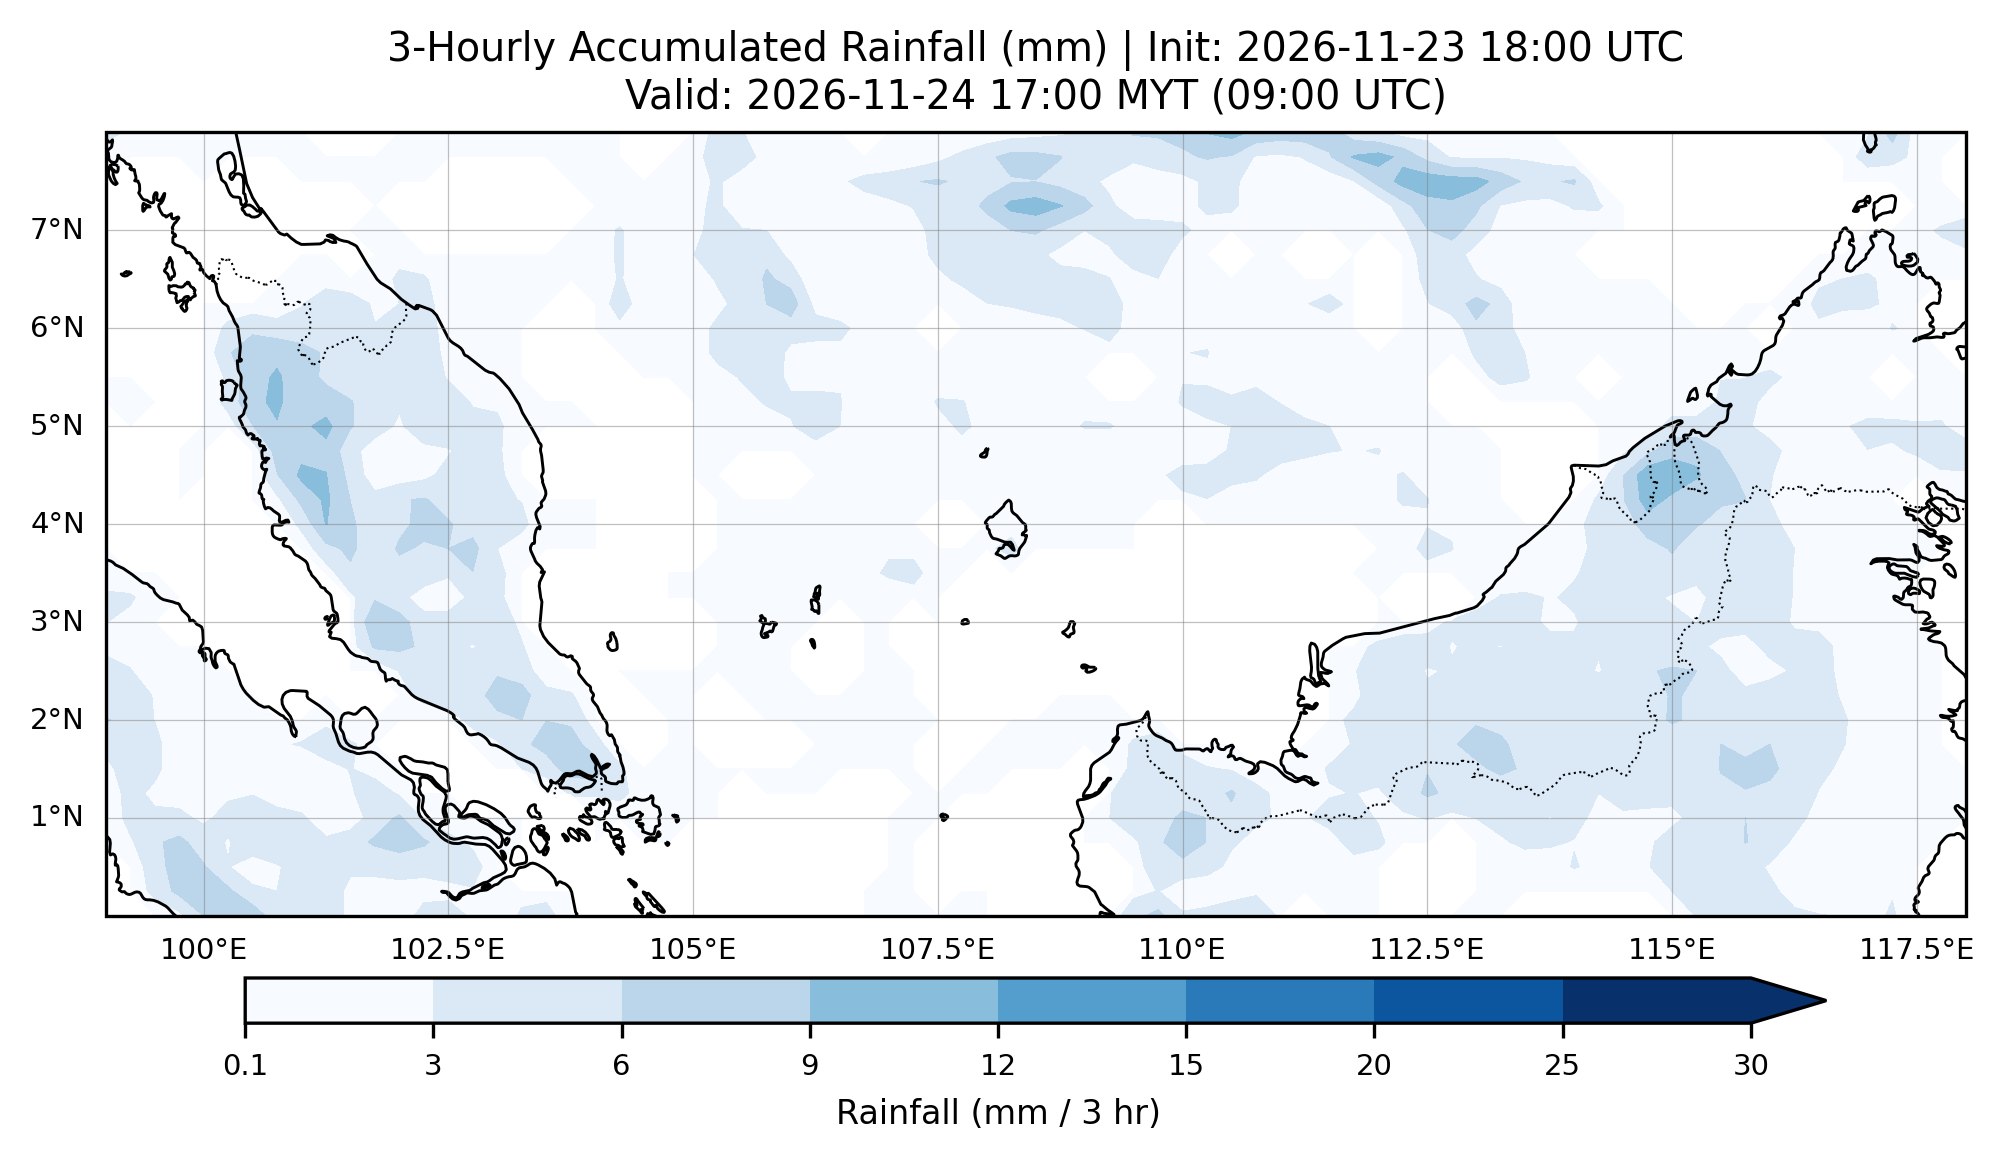 3-Hourly Accumulated Rainfall (mm) | Init: 2026-11-23 18:00 UTC
Valid: 2026-11-24 17:00 MYT (09:00 UTC)
7°N
6°N
5°N
4°N
3°N
2°N
1°N
100°E 102.5°E 105°E 107.5°E 110°E 112.5°E 115°E 117.5°E
0.1 3 6 9 12 15 20 25 30
Rainfall (mm / 3 hr)